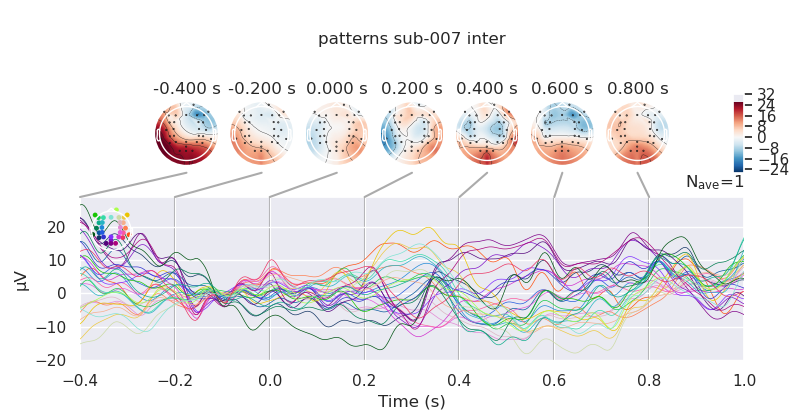 patterns sub-007 inter
-0.400 s -0.200 s 0.000 s 0.200 s 0.400 s 0.600 s 0.800 s
32
24
16
8
0
−8
−16
−24
Nave=1
µV
20
10
0
−10
−20
−0.4 −0.2 0.0 0.2 0.4 0.6 0.8 1.0
Time (s)